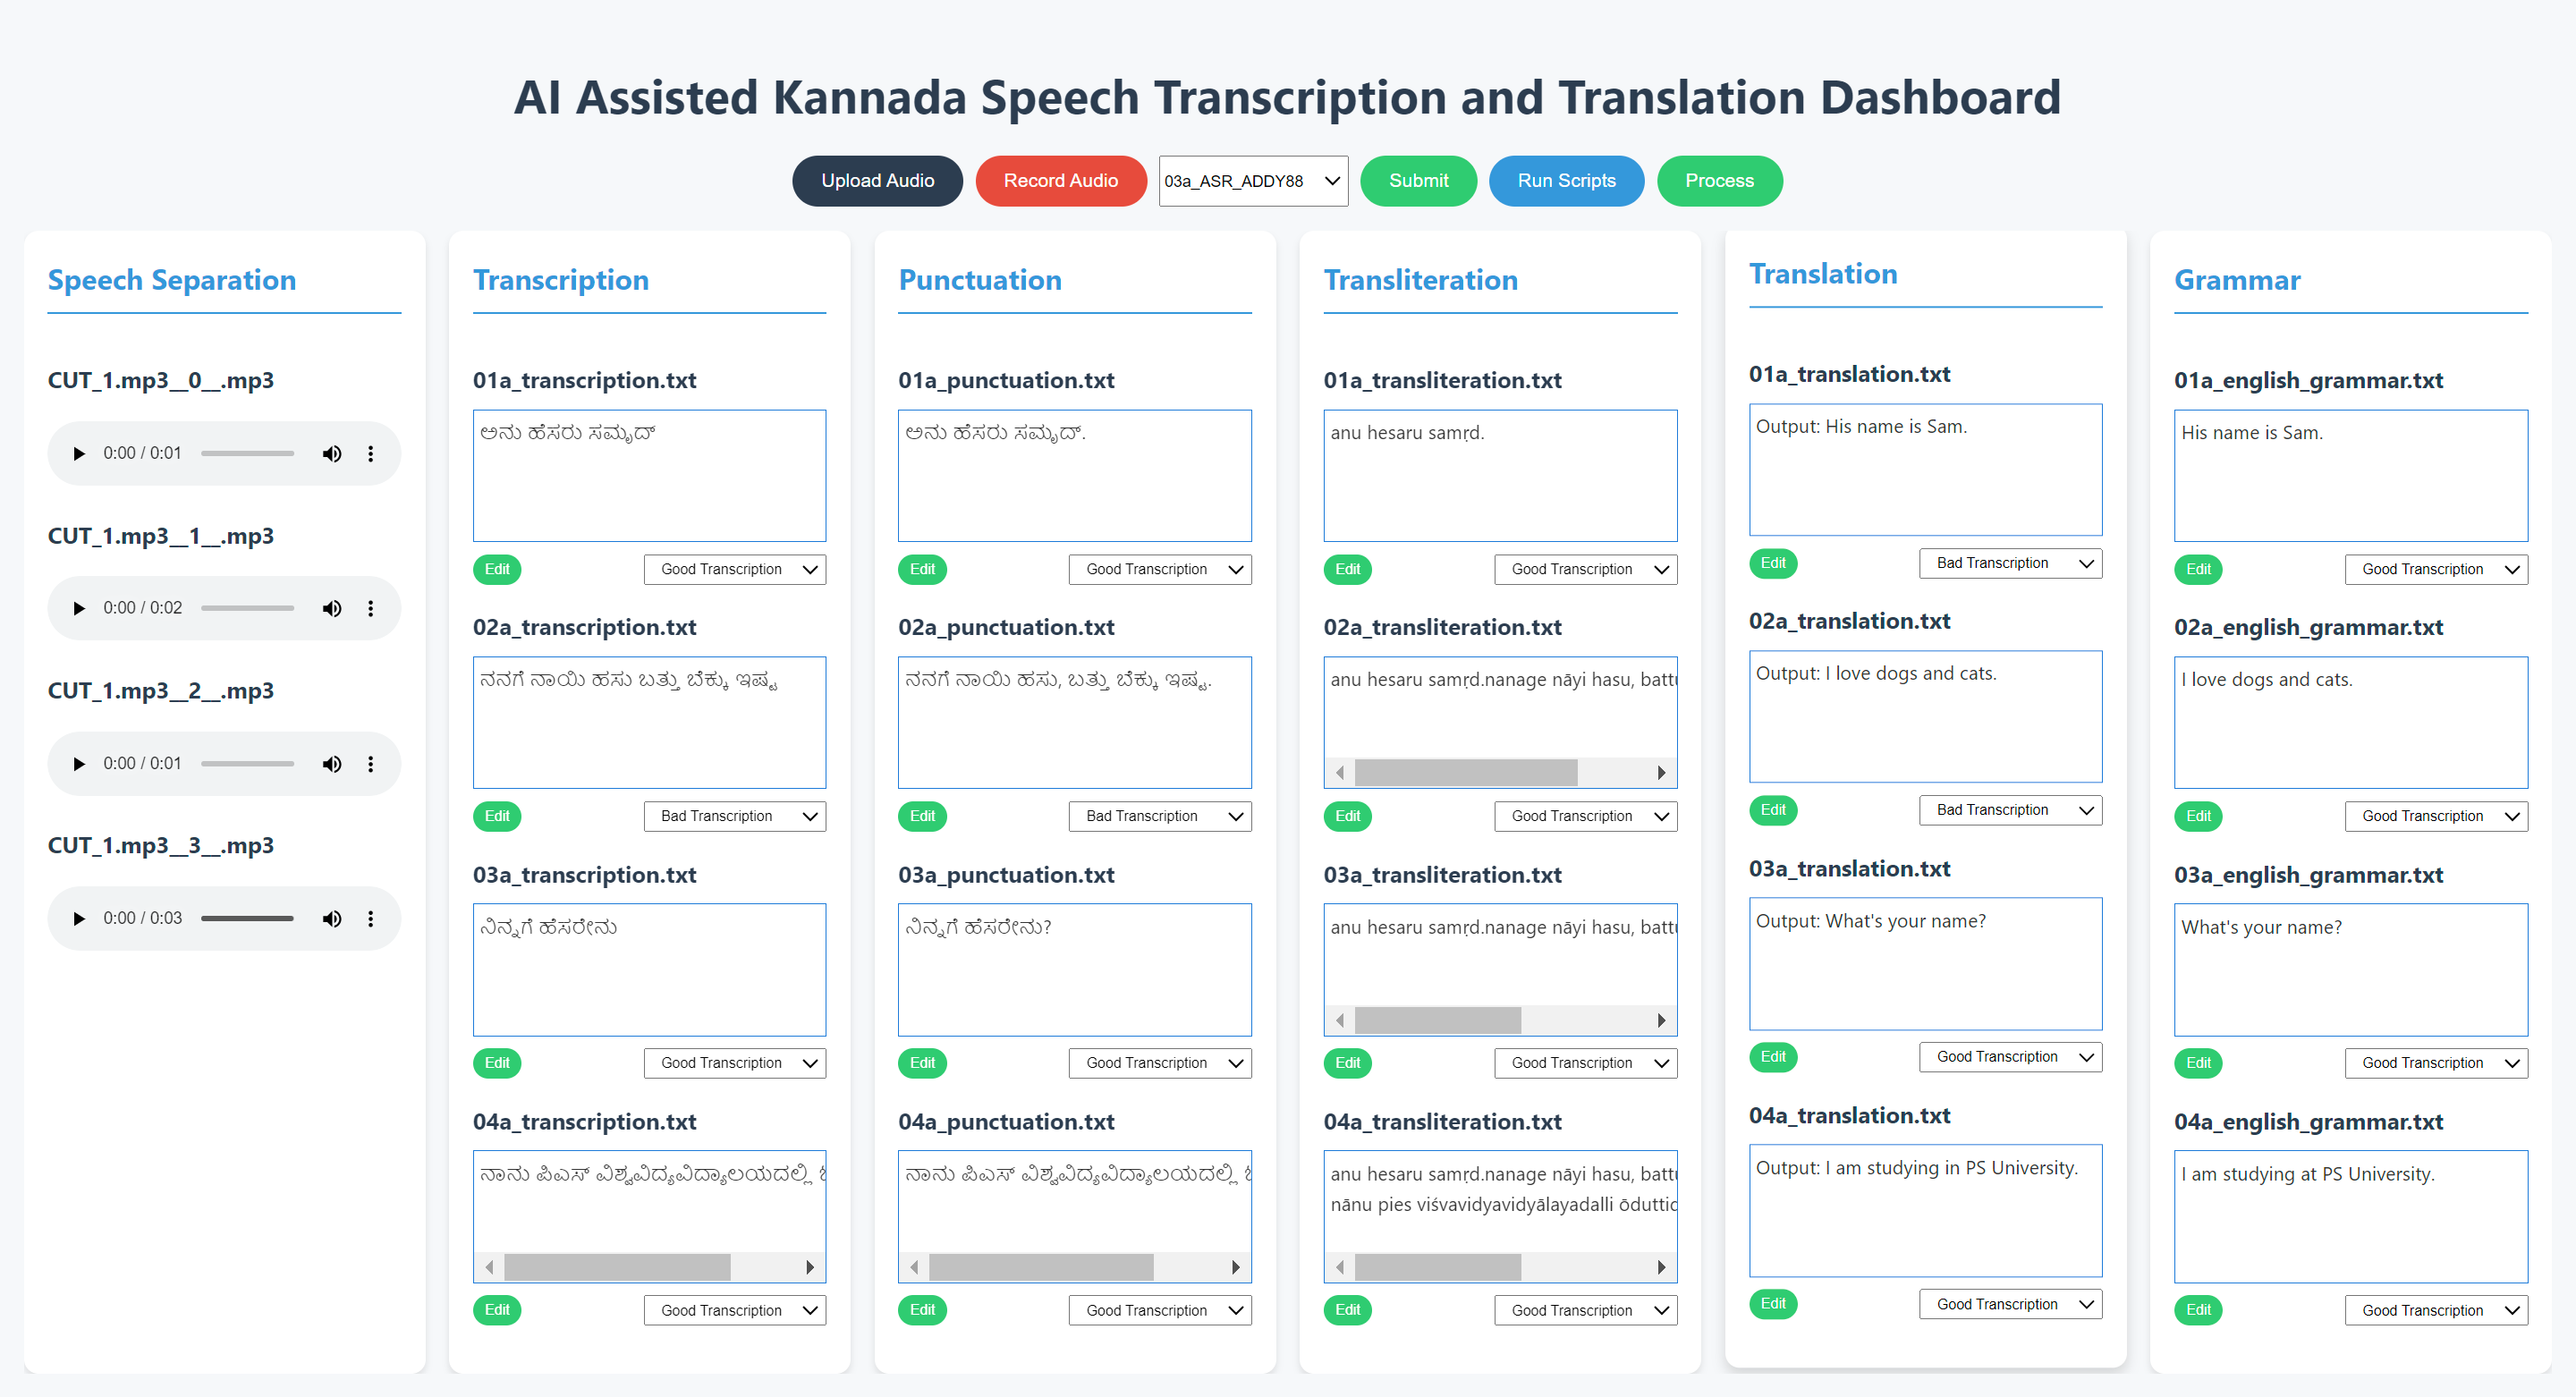 AI Assisted Kannada Speech Transcription and Translation Dashboard
Upload Audio
Record Audio
03a_ASR_ADDY88
Submit
Run Scripts
Process
Speech Separation
CUT_1.mp3__0__.mp3
0:00 / 0:01
CUT_1.mp3__1__.mp3
0:00 / 0:02
CUT_1.mp3__2__.mp3
0:00 / 0:01
CUT_1.mp3__3__.mp3
0:00 / 0:03
Transcription
01a_transcription.txt
ಅನು ಹೆಸರು ಸಮೃದ್
Edit
Good Transcription
02a_transcription.txt
ನನಗೆ ನಾಯಿ ಹಸು ಬತ್ತು ಬೆಕ್ಕು ಇಷ್ಟ
Edit
Bad Transcription
03a_transcription.txt
ನಿನ್ನಗೆ ಹೆಸರೇನು
Edit
Good Transcription
04a_transcription.txt
ನಾನು ಪಿಎಸ್ ವಿಶ್ವವಿದ್ಯವಿದ್ಯಾಲಯದಲ್ಲಿ
Edit
Good Transcription
Punctuation
01a_punctuation.txt
ಅನು ಹೆಸರು ಸಮೃದ್.
Edit
Good Transcription
02a_punctuation.txt
ನನಗೆ ನಾಯಿ ಹಸು, ಬತ್ತು ಬೆಕ್ಕು ಇಷ್ಟ.
Edit
Bad Transcription
03a_punctuation.txt
ನಿನ್ನಗೆ ಹೆಸರೇನು?
Edit
Good Transcription
04a_punctuation.txt
ನಾನು ಪಿಎಸ್ ವಿಶ್ವವಿದ್ಯವಿದ್ಯಾಲಯದಲ್ಲಿ
Edit
Good Transcription
Transliteration
01a_transliteration.txt
anu hesaru samṛd.
Edit
Good Transcription
02a_transliteration.txt
anu hesaru samṛd.nanage nāyi hasu, batt
Edit
Good Transcription
03a_transliteration.txt
anu hesaru samṛd.nanage nāyi hasu, batt
Edit
Good Transcription
04a_transliteration.txt
anu hesaru samṛd.nanage nāyi hasu, batt
nānu pies viśvavidyavidyālayadalli ōduttid
Edit
Good Transcription
Translation
01a_translation.txt
Output: His name is Sam.
Edit
Bad Transcription
02a_translation.txt
Output: I love dogs and cats.
Edit
Bad Transcription
03a_translation.txt
Output: What's your name?
Edit
Good Transcription
04a_translation.txt
Output: I am studying in PS University.
Edit
Good Transcription
Grammar
01a_english_grammar.txt
His name is Sam.
Edit
Good Transcription
02a_english_grammar.txt
I love dogs and cats.
Edit
Good Transcription
03a_english_grammar.txt
What's your name?
Edit
Good Transcription
04a_english_grammar.txt
I am studying at PS University.
Edit
Good Transcription